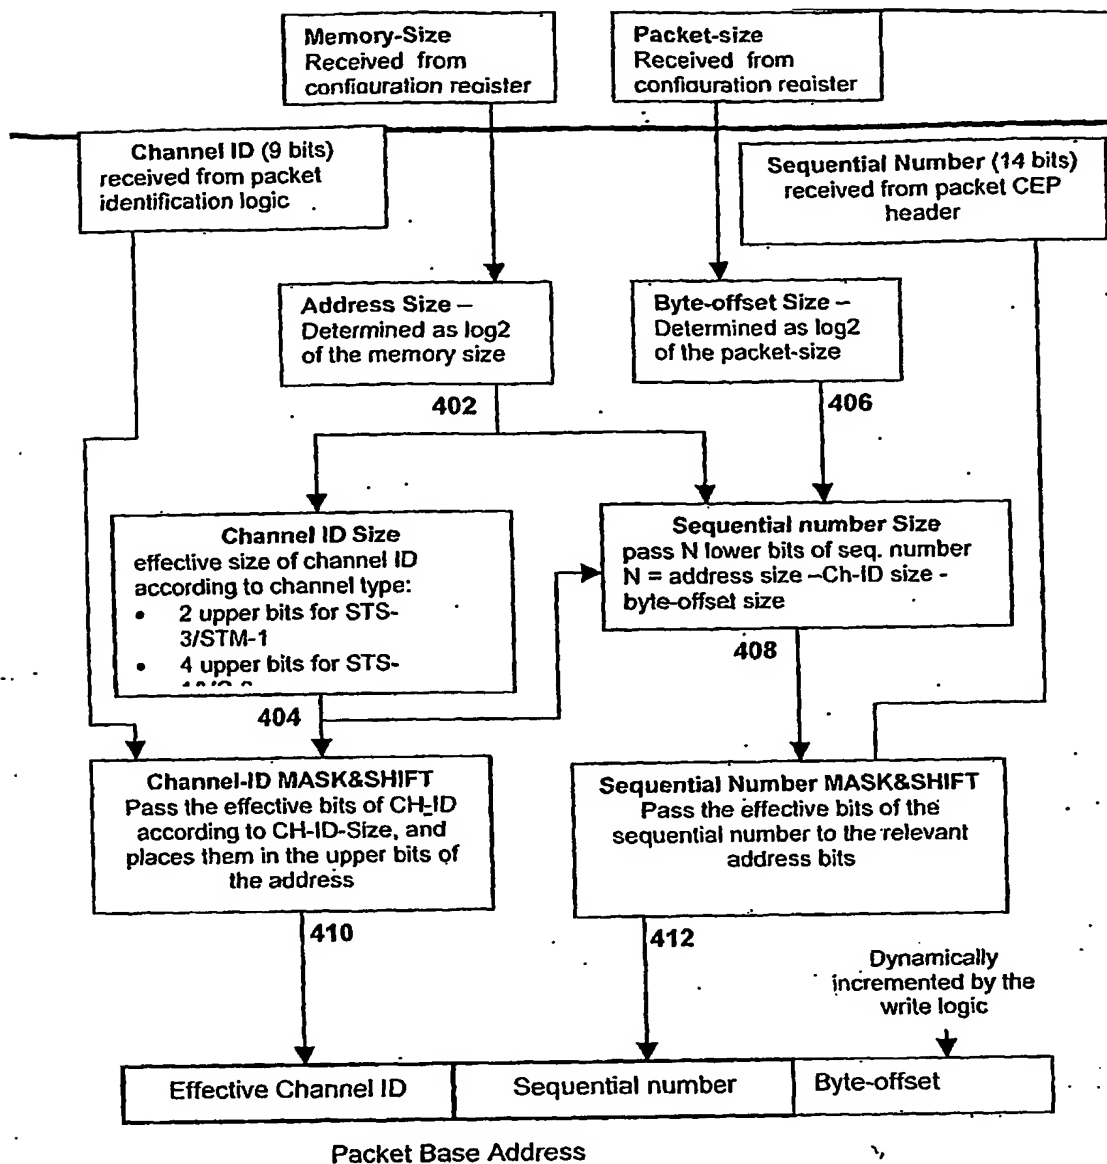 Memory-Size
Received from
configuration register
Packet-size
Received from
configuration register
Channel ID (9 bits)
received from packet
identification logic
Sequential Number (14 bits)
received from packet CEP
header
Address Size –
Determined as log2
of the memory size
Byte-offset Size –
Determined as log2
of the packet-size
402
406
Channel ID Size
effective size of channel ID
according to channel type:
• 2 upper bits for STS-
3/STM-1
• 4 upper bits for STS-
Sequential number Size
pass N lower bits of seq. number
N = address size –Ch-ID size -
byte-offset size
404
408
Channel-ID MASK&SHIFT
Pass the effective bits of CH-ID
according to CH-ID-Size, and
places them in the upper bits of
the address
Sequential Number MASK&SHIFT
Pass the effective bits of the
sequential number to the relevant
address bits
410
412
Dynamically
incremented by the
write logic
Effective Channel ID
Sequential number
Byte-offset
Packet Base Address